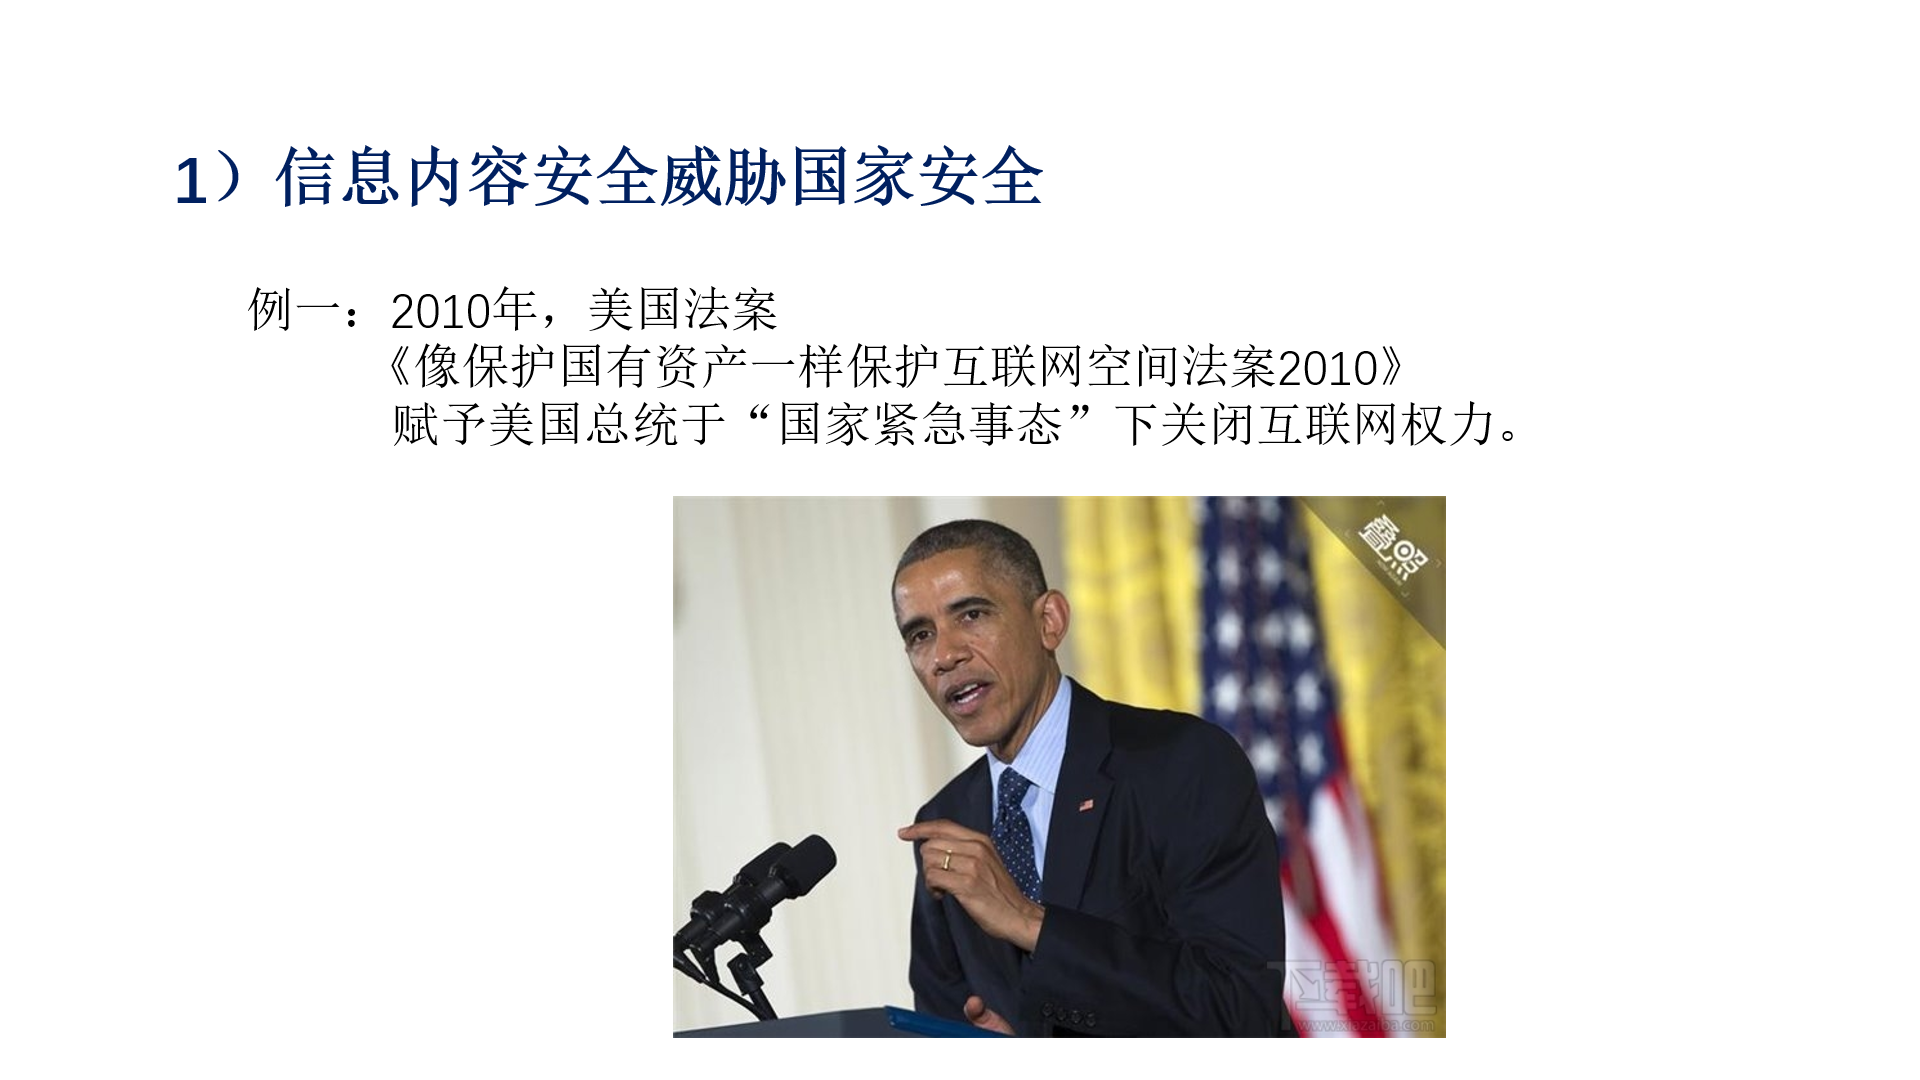 1）信息内容安全威胁国家安全
例一：2010年，美国法案
《像保护国有资产一样保护互联网空间法案2010》
赋予美国总统于“国家紧急事态”下关闭互联网权力。
下载吧
www.xiazaiba.com